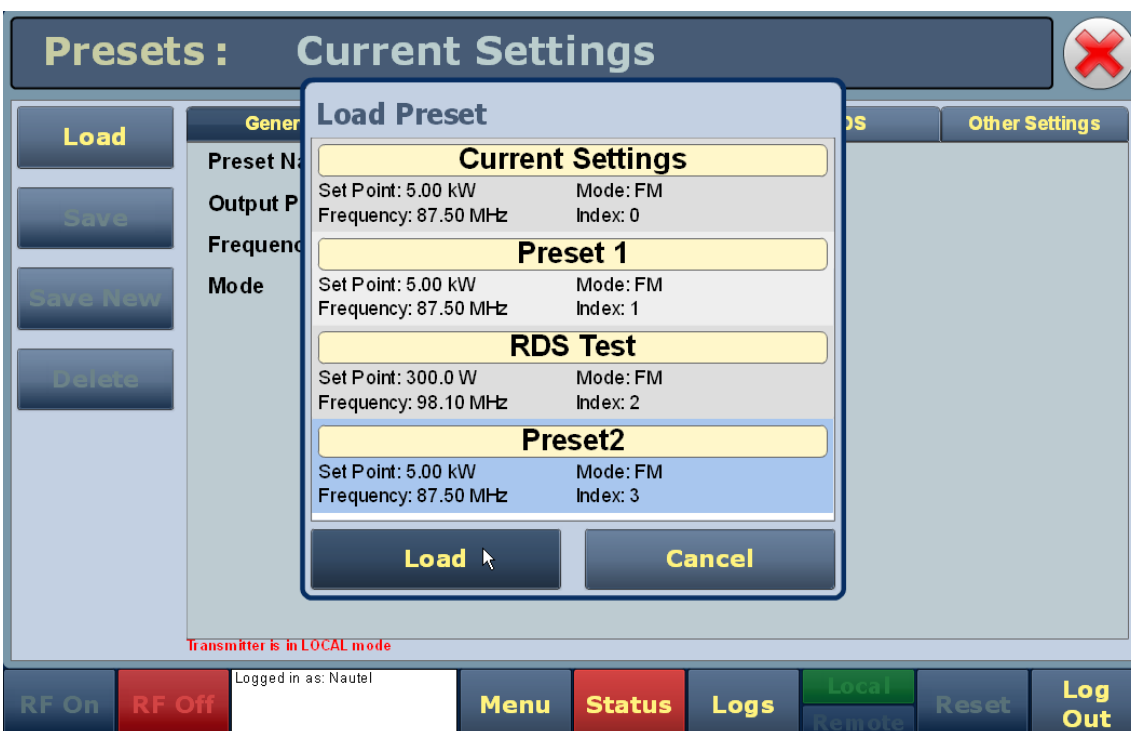 Presets : Current Settings
Load
Save
Save New
Delete
Gener
DS
Other Settings
Preset Na
Output P
Frequenc
Mode
Load Preset
Current Settings
Set Point: 5.00 kW Mode: FM
Frequency: 87.50 MHz Index: 0
Preset 1
Set Point: 5.00 kW Mode: FM
Frequency: 87.50 MHz Index: 1
RDS Test
Set Point: 300.0 W Mode: FM
Frequency: 98.10 MHz Index: 2
Preset2
Set Point: 5.00 kW Mode: FM
Frequency: 87.50 MHz Index: 3
Load Cancel
Transmitter is in LOCAL mode
RF On
RF Off
Logged in as: Nautel
Menu
Status
Logs
Local
Remote
Reset
Log
Out